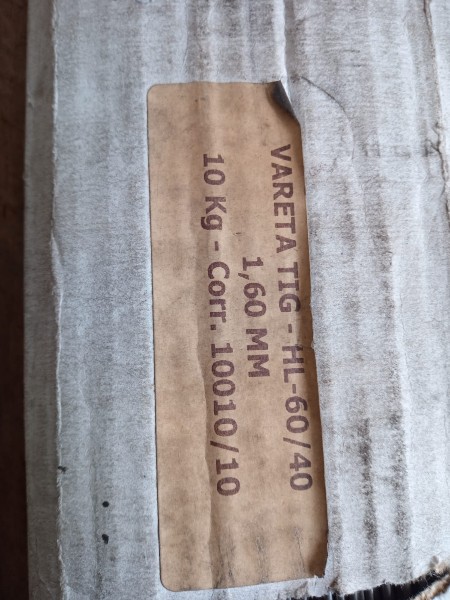 VARETA TIG - HL-60/40
1,60 MM
10 Kg - Corr. 10010/10